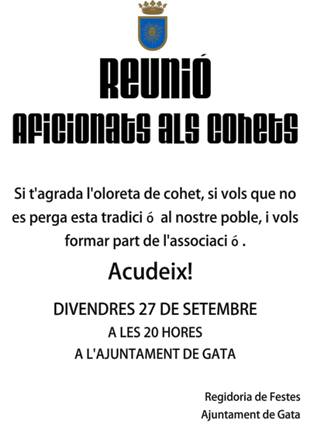 REUNIÓ
AFICIONATS ALS COHETS
Si t'agrada l'oloreta de cohet, si vols que no
es perga esta tradici ó al nostre poble, i vols
formar part de l'associaci ó .
Acudeix!
DIVENDRES 27 DE SETEMBRE
A LES 20 HORES
A L'AJUNTAMENT DE GATA
Regidoria de Festes
Ajuntament de Gata